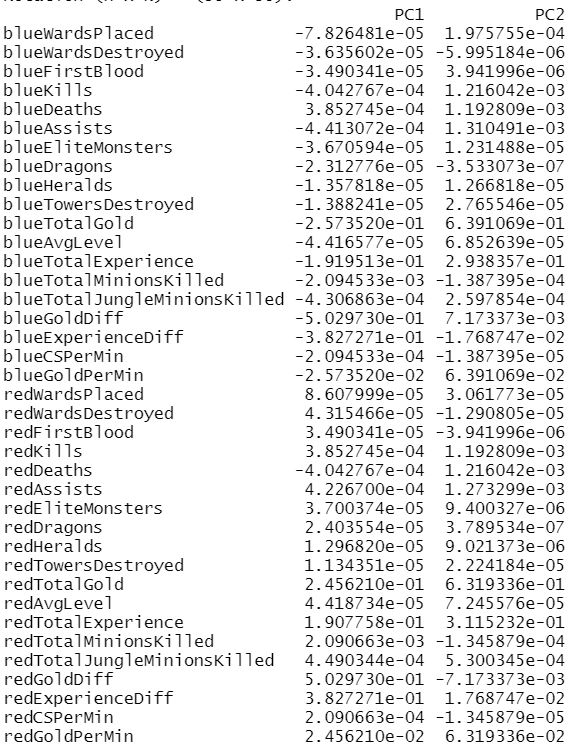 PC1 PC2
blueWardsPlaced -7.826481e-05 1.975755e-04
blueWardsDestroyed -3.635602e-05 -5.995184e-06
blueFirstBlood -3.490341e-05 3.941996e-06
blueKills -4.042767e-04 1.216042e-03
blueDeaths 3.852745e-04 1.192809e-03
blueAssists -4.413072e-04 1.310491e-03
blueEliteMonsters -3.670594e-05 1.231488e-05
blueDragons -2.312776e-05 -3.533073e-07
blueHeralds -1.357818e-05 1.266818e-05
blueTowersDestroyed -1.388241e-05 2.765546e-05
blueTotalGold -2.573520e-01 6.391069e-01
blueAvgLevel -4.416577e-05 6.852639e-05
blueTotalExperience -1.919513e-01 2.938357e-01
blueTotalMinionsKilled -2.094533e-03 -1.387395e-04
blueTotalJungleMinionsKilled -4.306863e-04 2.597854e-04
blueGoldDiff -5.029730e-01 7.173373e-03
blueExperienceDiff -3.827271e-01 -1.768747e-02
blueCSPerMin -2.094533e-04 -1.387395e-05
blueGoldPerMin -2.573520e-02 6.391069e-02
redWardsPlaced 8.607999e-05 3.061773e-05
redWardsDestroyed 4.315466e-05 -1.290805e-05
redFirstBlood 3.490341e-05 -3.941996e-06
redKills 3.852745e-04 1.192809e-03
redDeaths -4.042767e-04 1.216042e-03
redAssists 4.226700e-04 1.273299e-03
redEliteMonsters 3.700374e-05 9.400327e-06
redDragons 2.403554e-05 3.789534e-07
redHeralds 1.296820e-05 9.021373e-06
redTowersDestroyed 1.134351e-05 2.224184e-05
redTotalGold 2.456210e-01 6.319336e-01
redAvgLevel 4.418734e-05 7.245576e-05
redTotalExperience 1.907758e-01 3.115232e-01
redTotalMinionsKilled 2.090663e-03 -1.345879e-04
redTotalJungleMinionsKilled 4.490344e-04 5.300345e-04
redGoldDiff 5.029730e-01 -7.173373e-03
redExperienceDiff 3.827271e-01 1.768747e-02
redCSPerMin 2.090663e-04 -1.345879e-05
redGoldPerMin 2.456210e-02 6.319336e-02